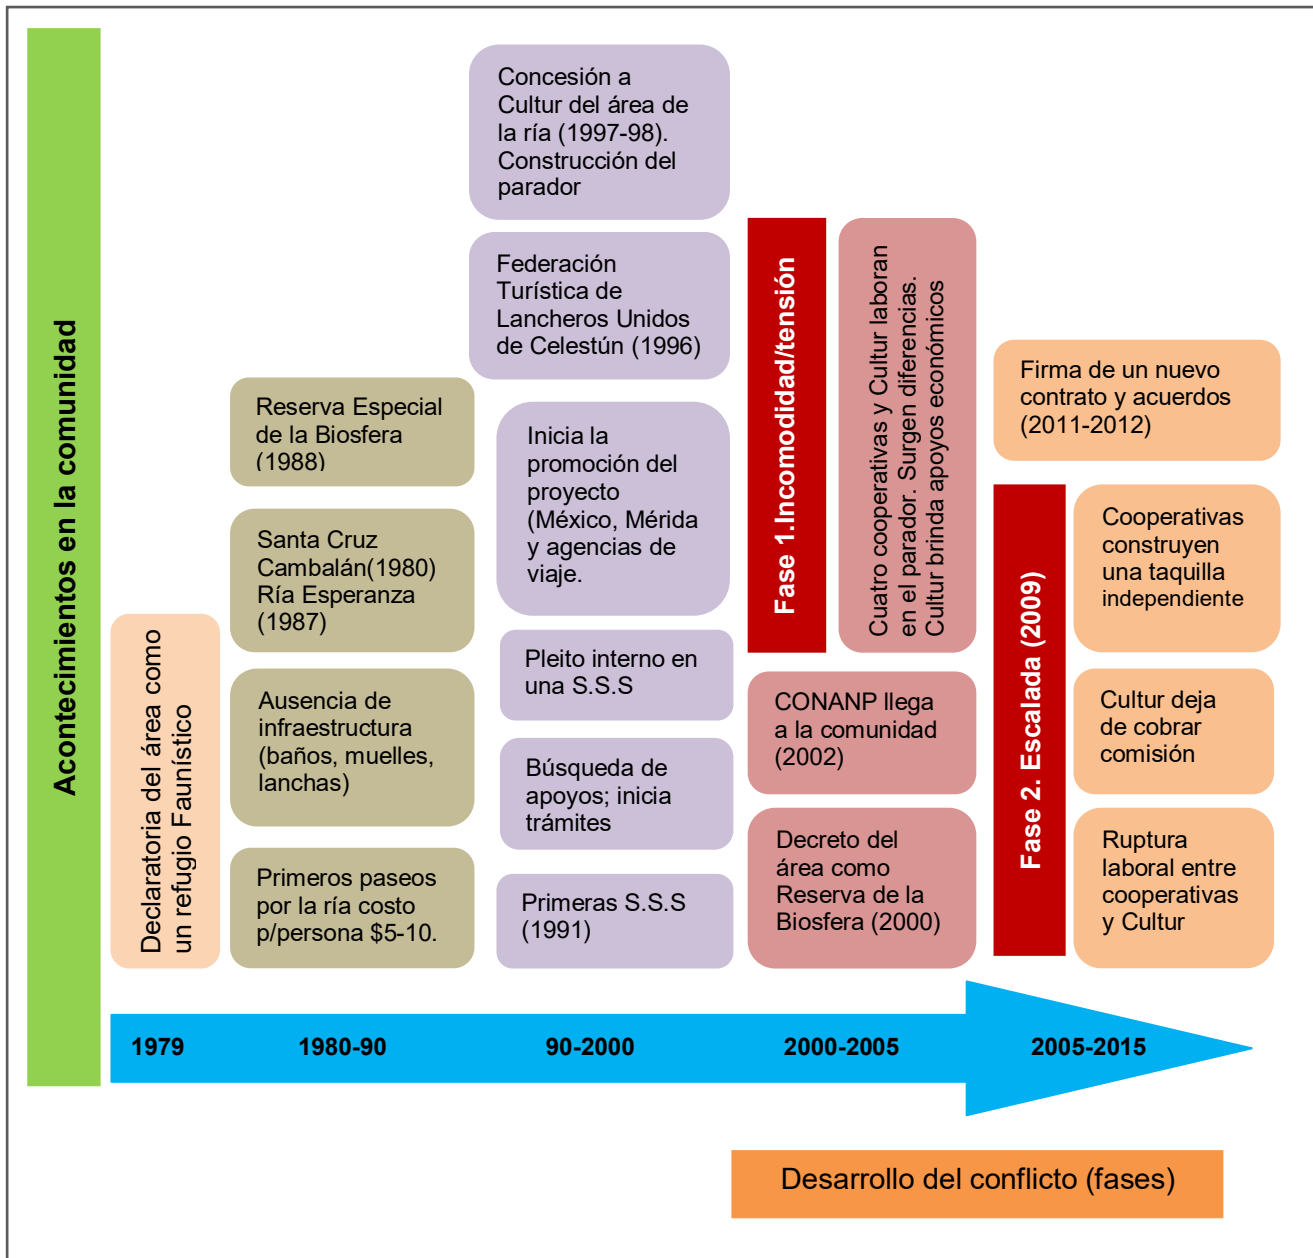 Acontecimientos en la comunidad
Declaratoria del área como
un refugio Faunístico
Reserva Especial
de la Biosfera
(1988)
Santa Cruz
Cambalán(1980)
Ría Esperanza
(1987)
Ausencia de
infraestructura
(baños, muelles,
lanchas)
Primeros paseos
por la ría costo
p/persona $5-10.
Concesión a
Cultur del área de
la ría (1997-98).
Construcción del
parador
Federación
Turística de
Lancheros Unidos
de Celestún (1996)
Inicia la
promoción del
proyecto
(México, Mérida
y agencias de
viaje.
Pleito interno en
una S.S.S
Búsqueda de
apoyos; inicia
trámites
Primeras S.S.S
(1991)
Fase 1.Incomodidad/tensión
Cuatro cooperativas y Cultur laboran
en el parador. Surgen diferencias.
Cultur brinda apoyos económicos
CONANP llega
a la comunidad
(2002)
Decreto del
área como
Reserva de la
Biosfera (2000)
Firma de un nuevo
contrato y acuerdos
(2011-2012)
Fase 2. Escalada (2009)
Cooperativas
construyen
una taquilla
independiente
Cultur deja
de cobrar
comisión
Ruptura
laboral entre
cooperativas
y Cultur
1979
1980-90
90-2000
2000-2005
2005-2015
Desarrollo del conflicto (fases)